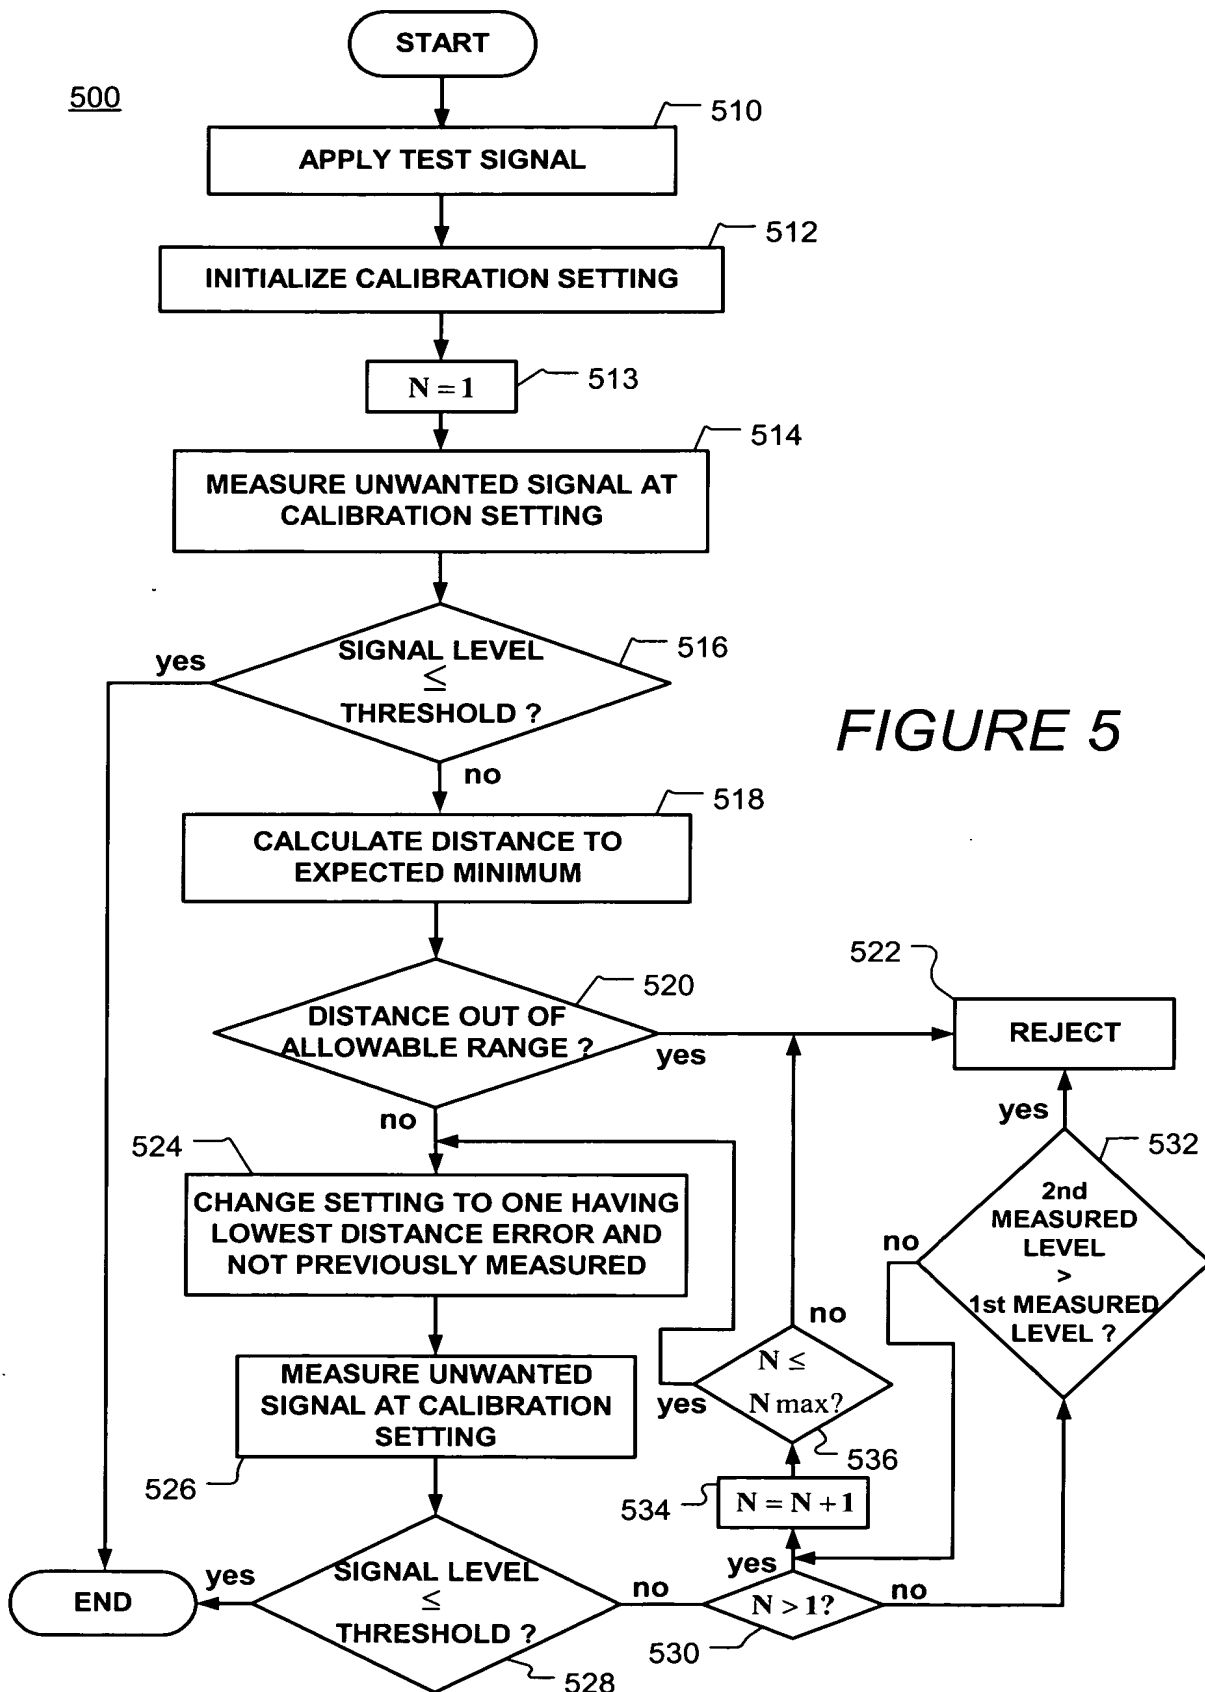 START
500
510
APPLY TEST SIGNAL
512
INITIALIZE CALIBRATION SETTING
N = 1
513
514
MEASURE UNWANTED SIGNAL AT
CALIBRATION SETTING
yes
SIGNAL LEVEL
≤
THRESHOLD ?
516
no
FIGURE 5
518
CALCULATE DISTANCE TO
EXPECTED MINIMUM
520
DISTANCE OUT OF
ALLOWABLE RANGE ?
yes
522
REJECT
no
yes
524
CHANGE SETTING TO ONE HAVING
LOWEST DISTANCE ERROR AND
NOT PREVIOUSLY MEASURED
532
2nd
MEASURED
LEVEL
>
1st MEASURED
LEVEL ?
no
no
MEASURE UNWANTED
SIGNAL AT CALIBRATION
SETTING
526
N ≤
N max?
yes
536
534
N = N + 1
yes
SIGNAL LEVEL
≤
THRESHOLD ?
yes
END
no
N > 1?
no
530
528